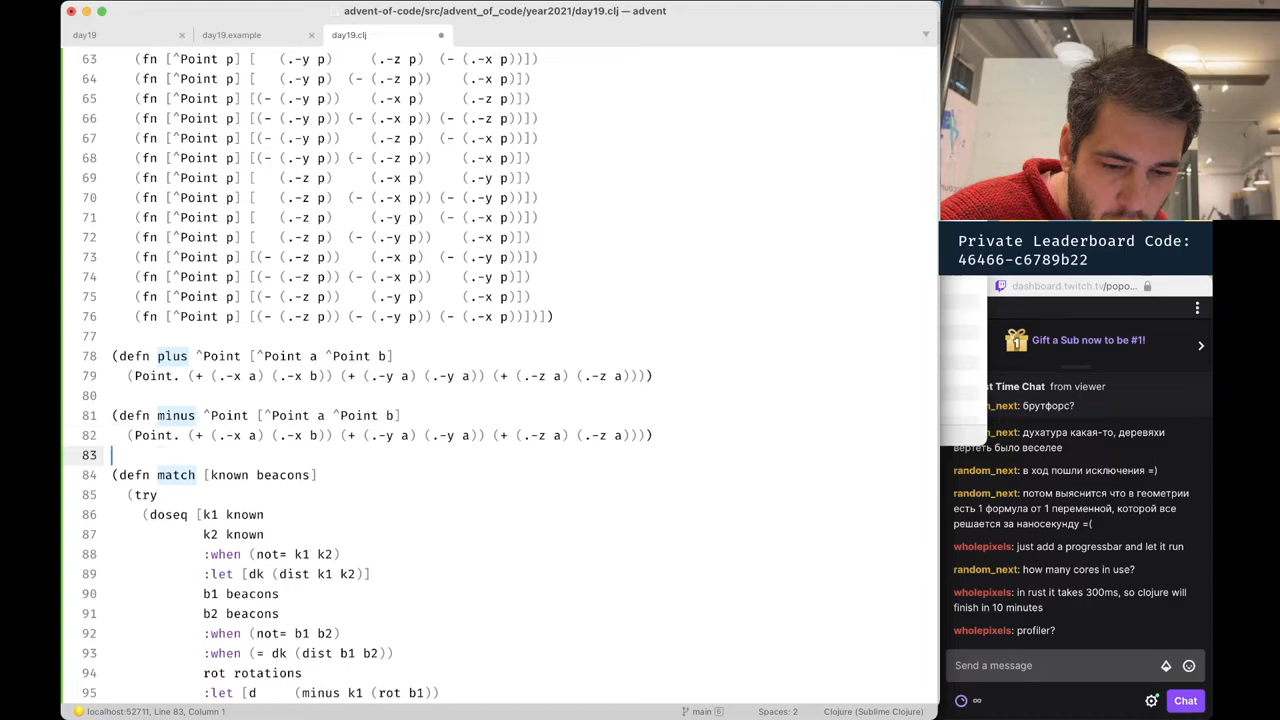 advent-of-code/src/advent_of_code/year2021/day19.clj — advent
day19
day19.example
day19.clj
63 (fn [^Point p] [ (.-y p) (.-z p) (- (.-x p))])
64 (fn [^Point p] [ (.-y p) (- (.-z p)) (.-x p)])
65 (fn [^Point p] [(- (.-y p)) (.-x p) (.-z p)])
66 (fn [^Point p] [(- (.-y p)) (- (.-x p)) (- (.-z p))])
67 (fn [^Point p] [(- (.-y p)) (.-z p) (- (.-x p))])
68 (fn [^Point p] [(- (.-y p)) (- (.-z p)) (.-x p)])
69 (fn [^Point p] [ (.-z p) (.-x p) (.-y p)])
70 (fn [^Point p] [ (.-z p) (- (.-x p)) (- (.-y p))])
71 (fn [^Point p] [ (.-z p) (.-y p) (- (.-x p))])
72 (fn [^Point p] [ (.-z p) (- (.-y p)) (.-x p)])
73 (fn [^Point p] [(- (.-z p)) (.-x p) (- (.-y p))])
74 (fn [^Point p] [(- (.-z p)) (- (.-x p)) (.-y p)])
75 (fn [^Point p] [(- (.-z p)) (.-y p) (.-x p)])
76 (fn [^Point p] [(- (.-z p)) (- (.-y p)) (- (.-x p))])])
77
78 (defn plus ^Point [^Point a ^Point b]
79 (Point. (+ (.-x a) (.-x b)) (+ (.-y a) (.-y a)) (+ (.-z a) (.-z a))))
80
81 (defn minus ^Point [^Point a ^Point b]
82 (Point. (+ (.-x a) (.-x b)) (+ (.-y a) (.-y a)) (+ (.-z a) (.-z a))))
83
84 (defn match [known beacons]
85 (try
86 (doseq [k1 known
87 k2 known
88 :when (not= k1 k2)
89 :let [dk (dist k1 k2)]
90 b1 beacons
91 b2 beacons
92 :when (not= b1 b2)
93 :when (= dk (dist b1 b2))
94 rot rotations
95 :let [d (minus k1 (rot b1))
localhost:52711, Line 83, Column 1
main 6
Spaces: 2
Clojure (Sublime Clojure)
Private Leaderboard Code:
46466-c6789b22
dashboard.twitch.tv/popo...
1
Gift a Sub now to be #1!
Time Chat from viewer
брутфорс?
духатура какая-то, деревяхи
вертеть было веселее
random_next: в ход пошли исключения =)
random_next: потом выяснится что в геометрии
есть 1 формула от 1 переменной, которой все
решается за наносекунду =(
wholepixels: just add a progressbar and let it run
random_next: how many cores in use?
wholepixels: in rust it takes 300ms, so clojure will
finish in 10 minutes
wholepixels: profiler?
Send a message
∞
Chat